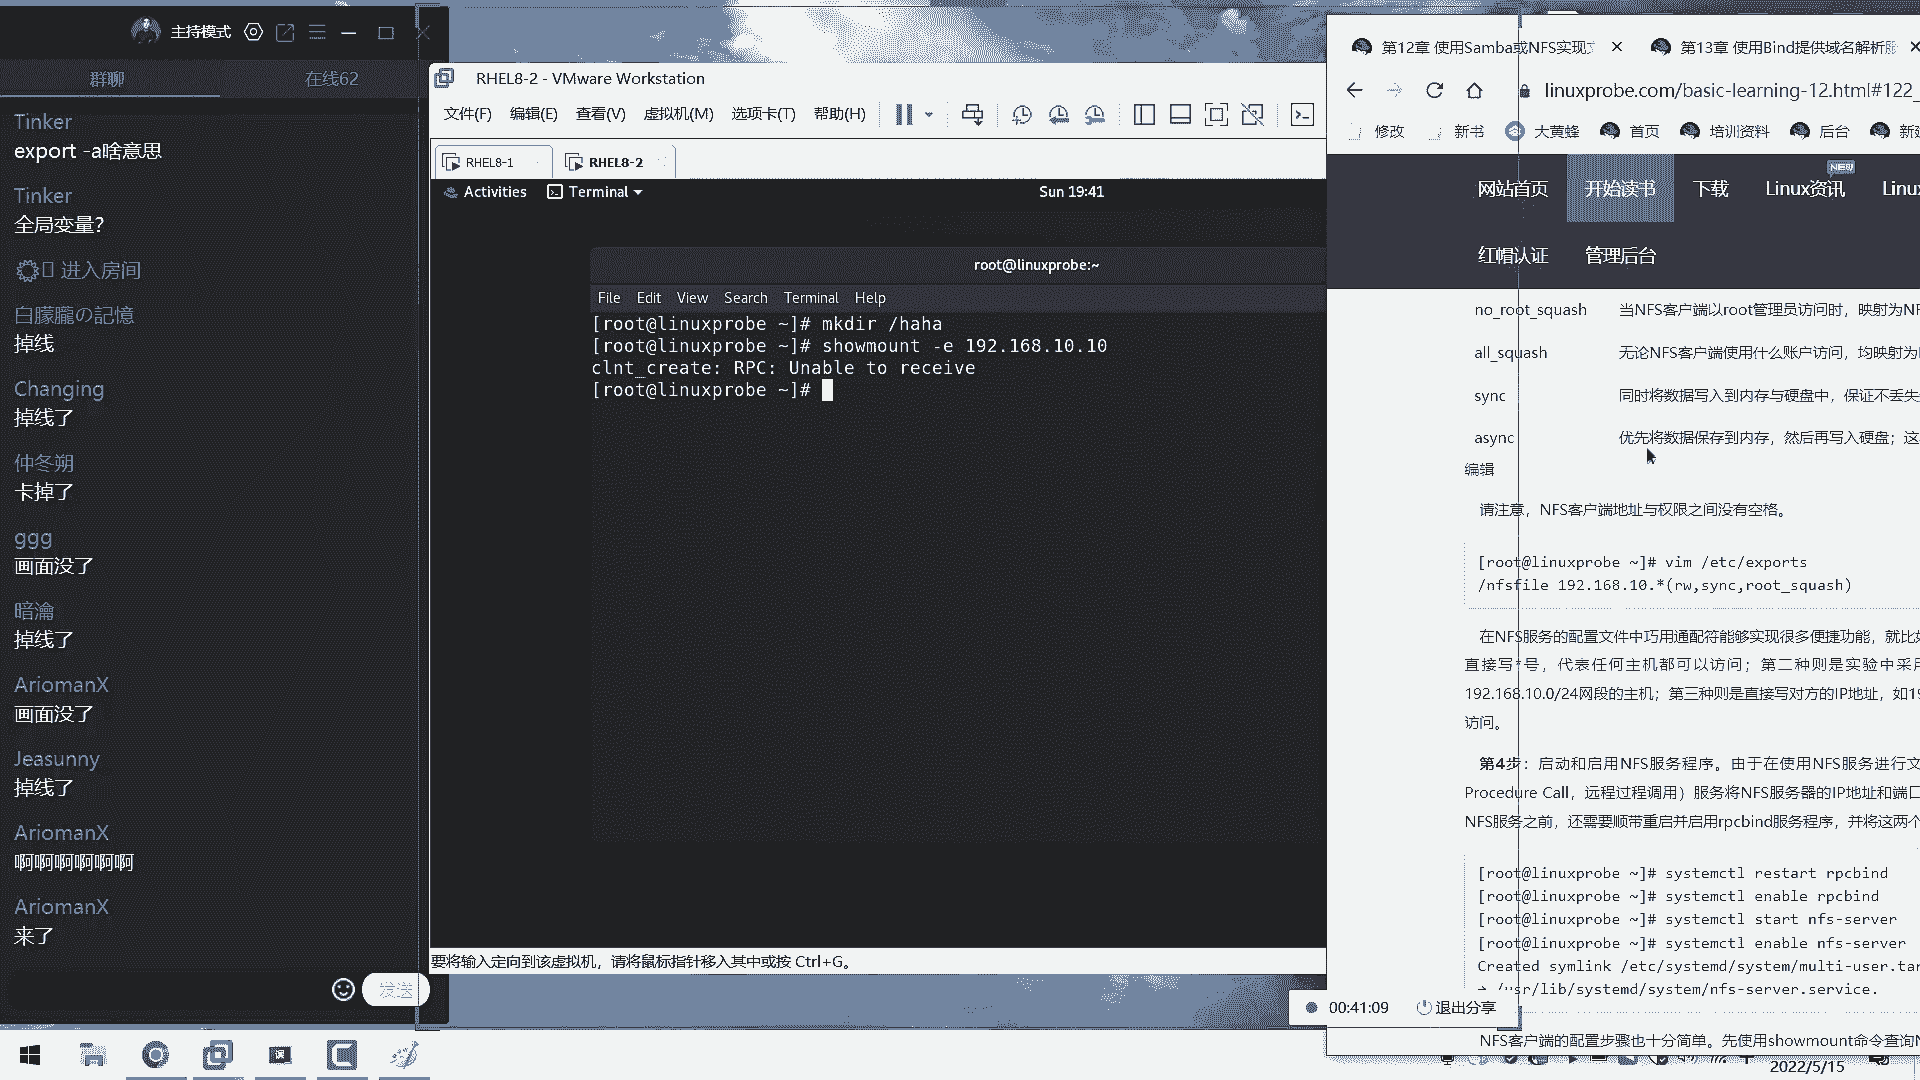 主持模式
群聊
在线62
Tinker
export -a啥意思
Tinker
全局变量?
进入房间
白朦朧の記憶
掉线
Changing
掉线了
仲冬朔
卡掉了
ggg
画面没了
暗瀹
掉线了
AriomanX
画面没了
Jeasunny
掉线了
AriomanX
啊啊啊啊啊啊
AriomanX
来了
发送
RHEL8-2 - VMware Workstation
文件(F) 编辑(E) 查看(V) 虚拟机(M) 选项卡(T) 帮助(H)
RHEL8-1
RHEL8-2
Activities
Terminal
Sun 19:41
root@linuxprobe:~
File Edit View Search Terminal Help
[root@linuxprobe ~]# mkdir /haha
[root@linuxprobe ~]# showmount -e 192.168.10.10
clnt_create: RPC: Unable to receive
[root@linuxprobe ~]#
要将输入定向到该虚拟机，请将鼠标指针移入其中或按 Ctrl+G。
第12章 使用Samba或NFS实现
第13章 使用Bind提供域名解析
linuxprobe.com/basic-learning-12.html#122_
修改 新书 大黄蜂 首页 培训资料 后台
网站首页 开始读书 下载 Linux资讯
NEW
红帽认证 管理后台
no_root_squash 当NFS客户端以root管理员访问时，映射为
all_squash 无论NFS客户端使用什么账户访问，均映射为
sync 同时将数据写入到内存与硬盘中，保证不丢失
async 优先将数据保存到内存，然后再写入硬盘；这
编辑
请注意，NFS客户端地址与权限之间没有空格。
[root@linuxprobe ~]# vim /etc/exports
/nfsfile 192.168.10.*(rw,sync,root_squash)
在NFS服务的配置文件中巧用通配符能够实现很多便捷功能，就比
直接写*号，代表任何主机都可以访问；第二种则是实验中采
192.168.10.0/24网段的主机；第三种则是直接写对方的IP地址，如
访问。
第4步：启动和启用NFS服务程序。由于在使用NFS服务进行文
Procedure Call，远程过程调用）服务将NFS服务器的IP地址和端口
NFS服务之前，还需要顺带重启并启用rpcbind服务程序，并将这两个
[root@linuxprobe ~]# systemctl restart rpcbind
[root@linuxprobe ~]# systemctl enable rpcbind
[root@linuxprobe ~]# systemctl start nfs-server
[root@linuxprobe ~]# systemctl enable nfs-server
Created symlink /etc/systemd/system/multi-user.tar
→ /usr/lib/systemd/system/nfs-server.service.
00:41:09 退出分享
NFS客户端的配置步骤也十分简单。先使用showmount命令查询
2022/5/15